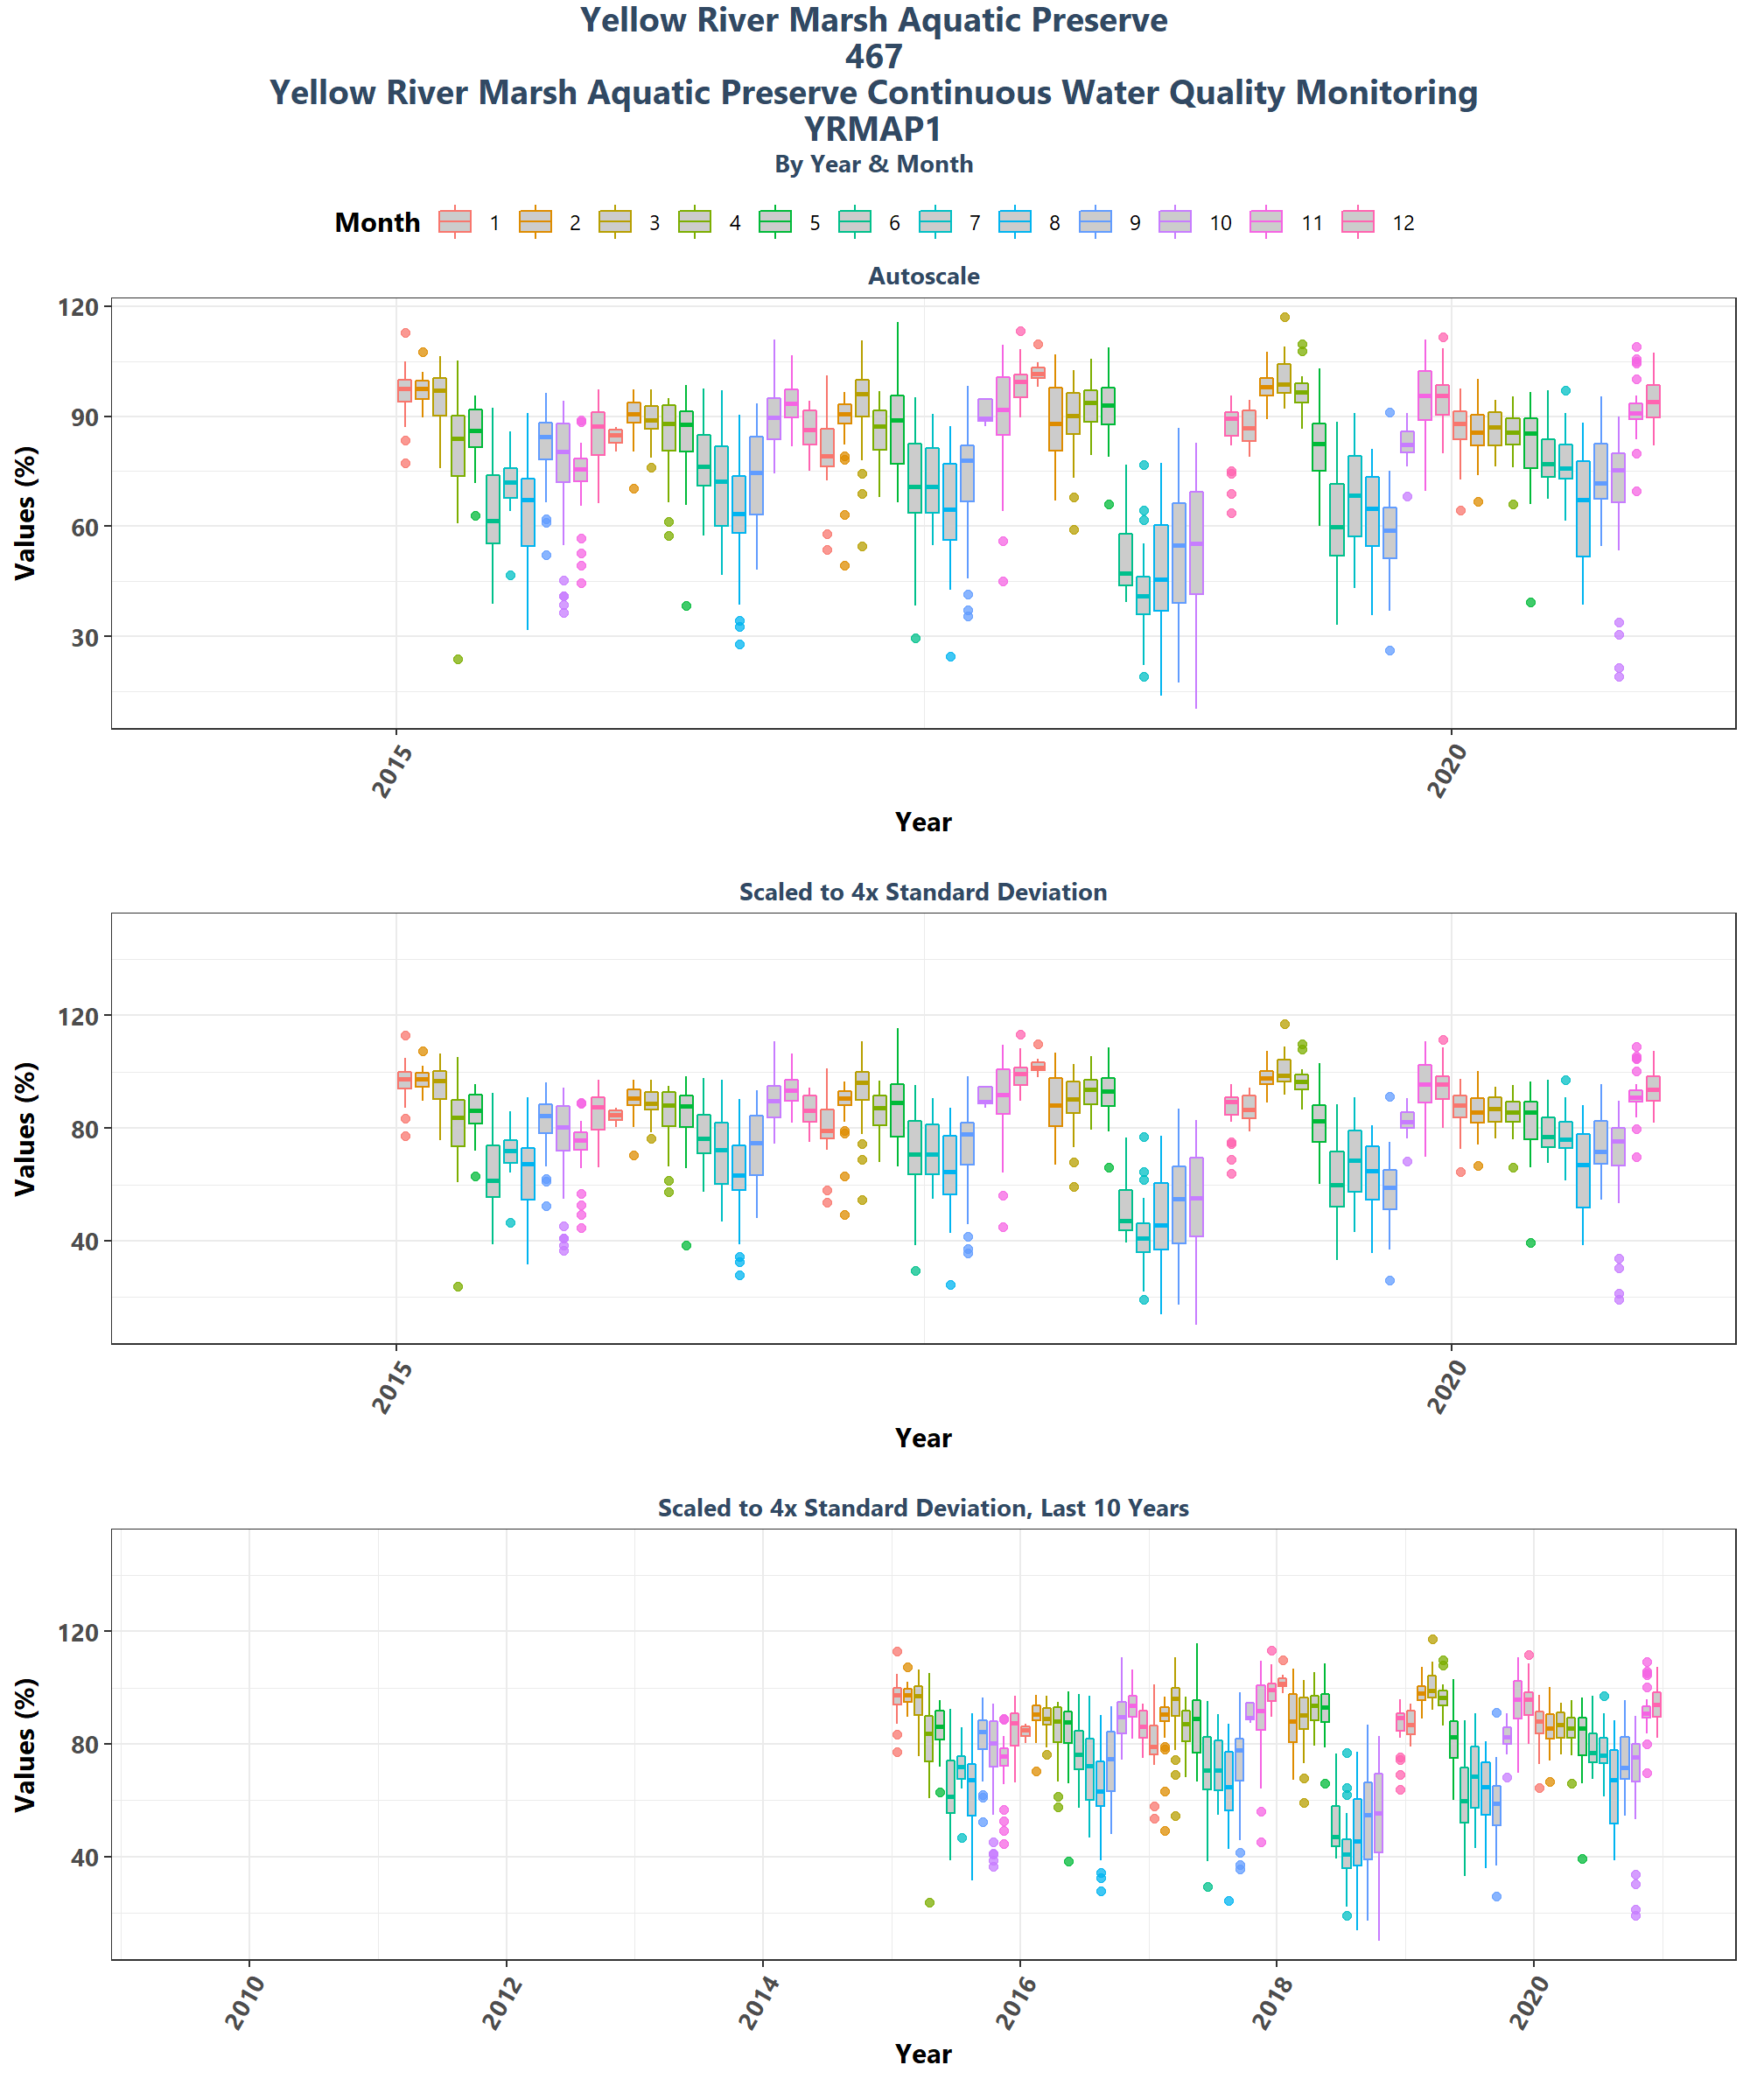 Yellow River Marsh Aquatic Preserve
467
Yellow River Marsh Aquatic Preserve Continuous Water Quality Monitoring
YRMAP1
By Year & Month
Month 1 2 3 4 5 6 7 8 9 10 11 12
Autoscale
Values (%)
120
90
60
30
2015 2020
Year
Scaled to 4x Standard Deviation
Values (%)
120
80
40
2015 2020
Year
Scaled to 4x Standard Deviation, Last 10 Years
Values (%)
120
80
40
2010 2012 2014 2016 2018 2020
Year